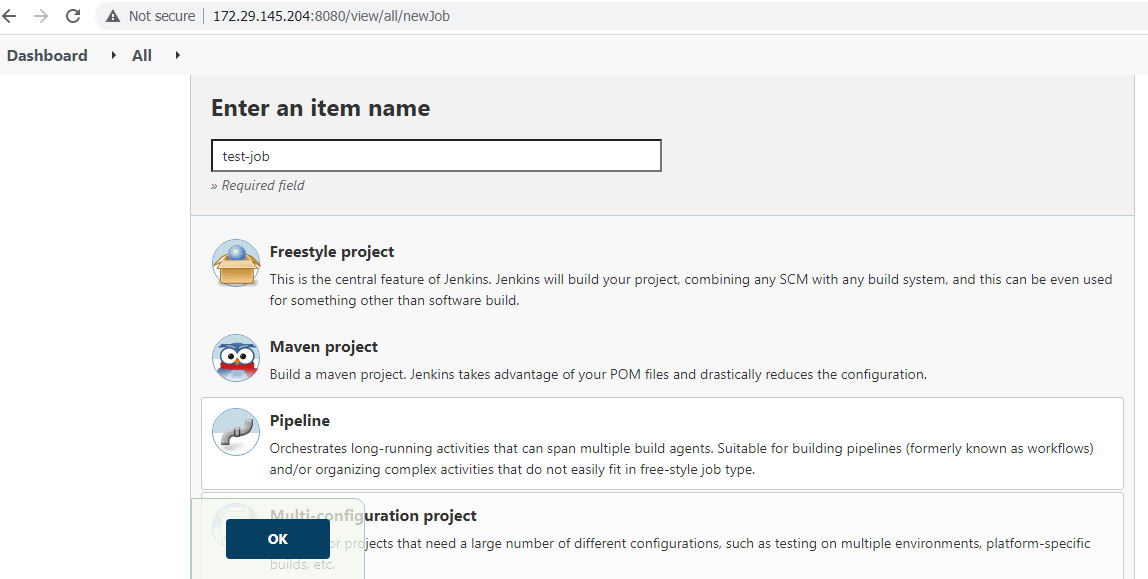 Not secure 172.29.145.204:8080/view/all/newJob
Dashboard All
Enter an item name
test-job
» Required field
Freestyle project
This is the central feature of Jenkins. Jenkins will build your project, combining any SCM with any build system, and this can be even used
for something other than software build.
Maven project
Build a maven project. Jenkins takes advantage of your POM files and drastically reduces the configuration.
Pipeline
Orchestrates long-running activities that can span multiple build agents. Suitable for building pipelines (formerly known as workflows)
and/or organizing complex activities that do not easily fit in free-style job type.
Multi-configuration project
OK
projects that need a large number of different configurations, such as testing on multiple environments, platform-specific
builds, etc.